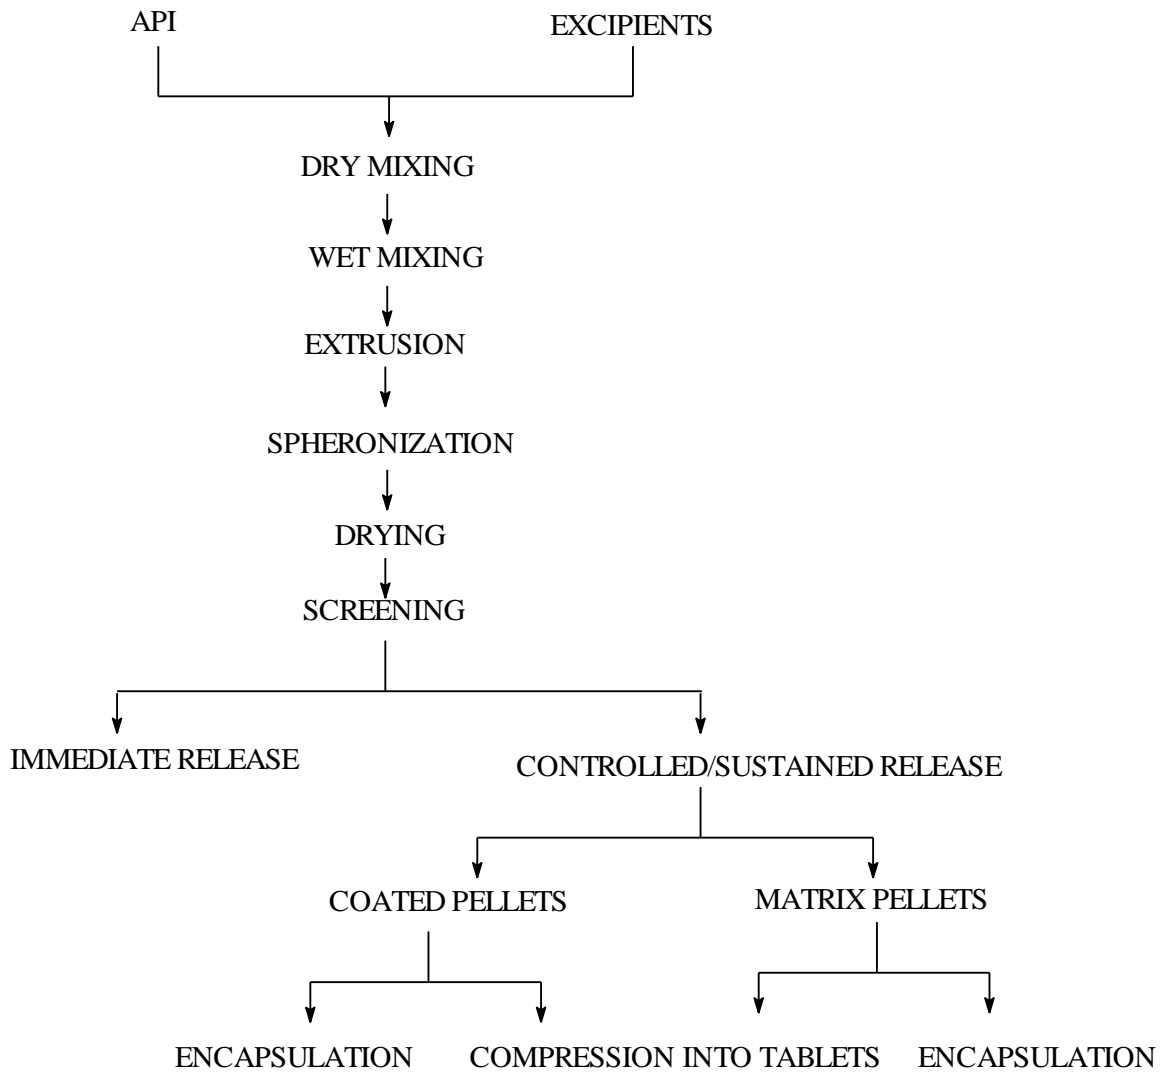 API
EXCIPIENTS
DRY MIXING
WET MIXING
EXTRUSION
SPHERONIZATION
DRYING
SCREENING
IMMEDIATE RELEASE
CONTROLLED/SUSTAINED RELEASE
COATED PELLETS
MATRIX PELLETS
ENCAPSULATION
COMPRESSION INTO TABLETS
ENCAPSULATION